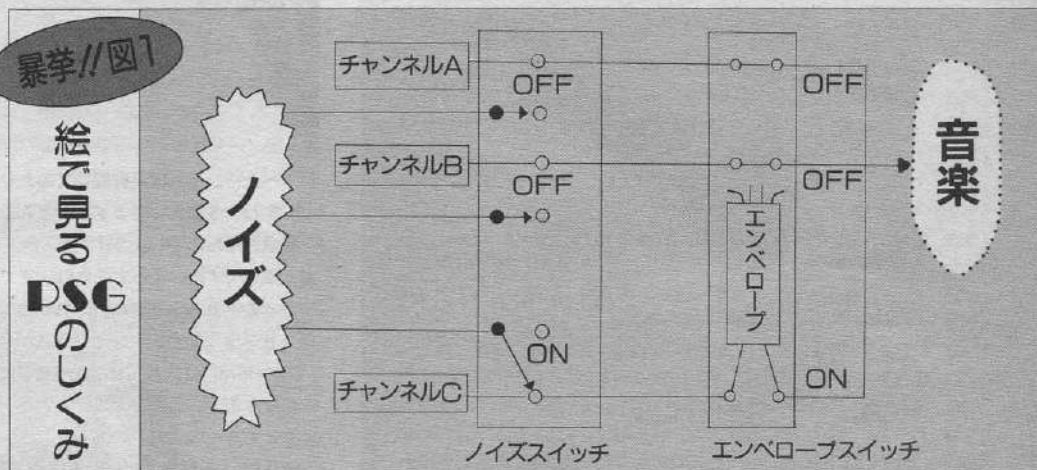 暴挙!!図1
絵で見るPSGのしくみ
ノイズ
チャンネルA
OFF
チャンネルB
OFF
ON
チャンネルC
ノイズスイッチ
OFF
OFF
エンベロープ
ON
エンベロープスイッチ
音楽